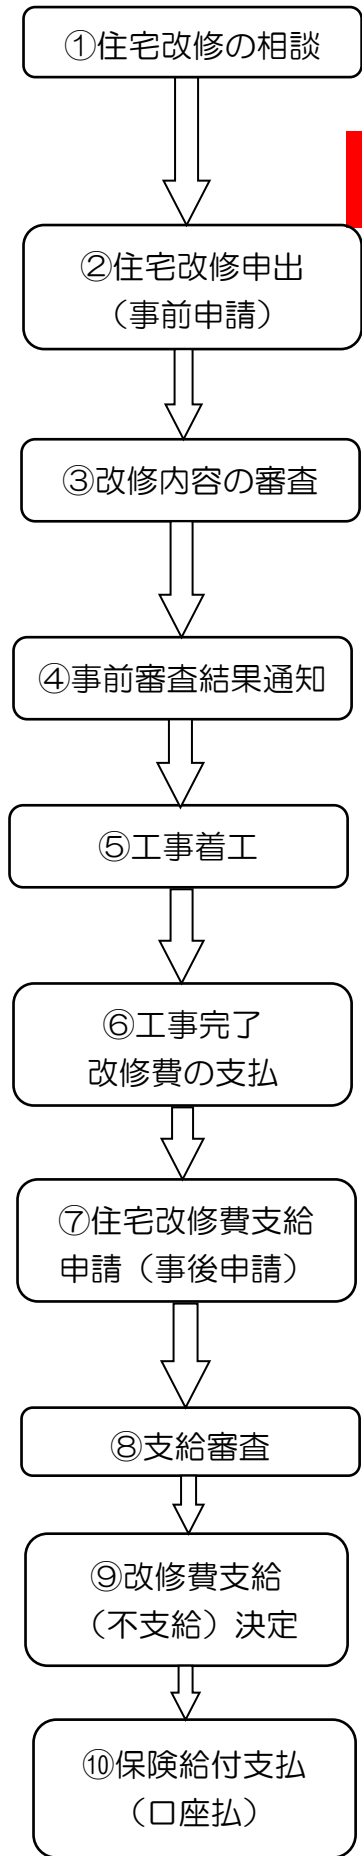 ①住宅改修の相談
②住宅改修申出
（事前申請）
③改修内容の審査
④事前審査結果通知
⑤工事着工
⑥工事完了
改修費の支払
⑦住宅改修費支給
申請（事後申請）
⑧支給審査
⑨改修費支給
（不支給）決定
⑩保険給付支払
（口座払）